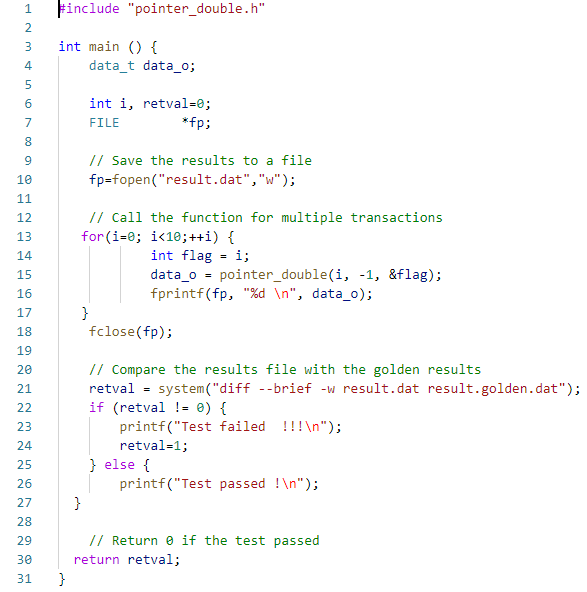 1 #include "pointer_double.h"
2
3 int main () {
4     data_t data_o;
5
6     int i, retval=0;
7     FILE        *fp;
8
9     // Save the results to a file
10     fp=fopen("result.dat","w");
11
12     // Call the function for multiple transactions
13    for(i=0; i<10;++i) {
14             int flag = i;
15             data_o = pointer_double(i, -1, &flag);
16             fprintf(fp, "%d \n", data_o);
17    }
18     fclose(fp);
19
20     // Compare the results file with the golden results
21     retval = system("diff --brief -w result.dat result.golden.dat");
22     if (retval != 0) {
23         printf("Test failed  !!!\n");
24         retval=1;
25     } else {
26         printf("Test passed !\n");
27   }
28
29     // Return 0 if the test passed
30   return retval;
31 }